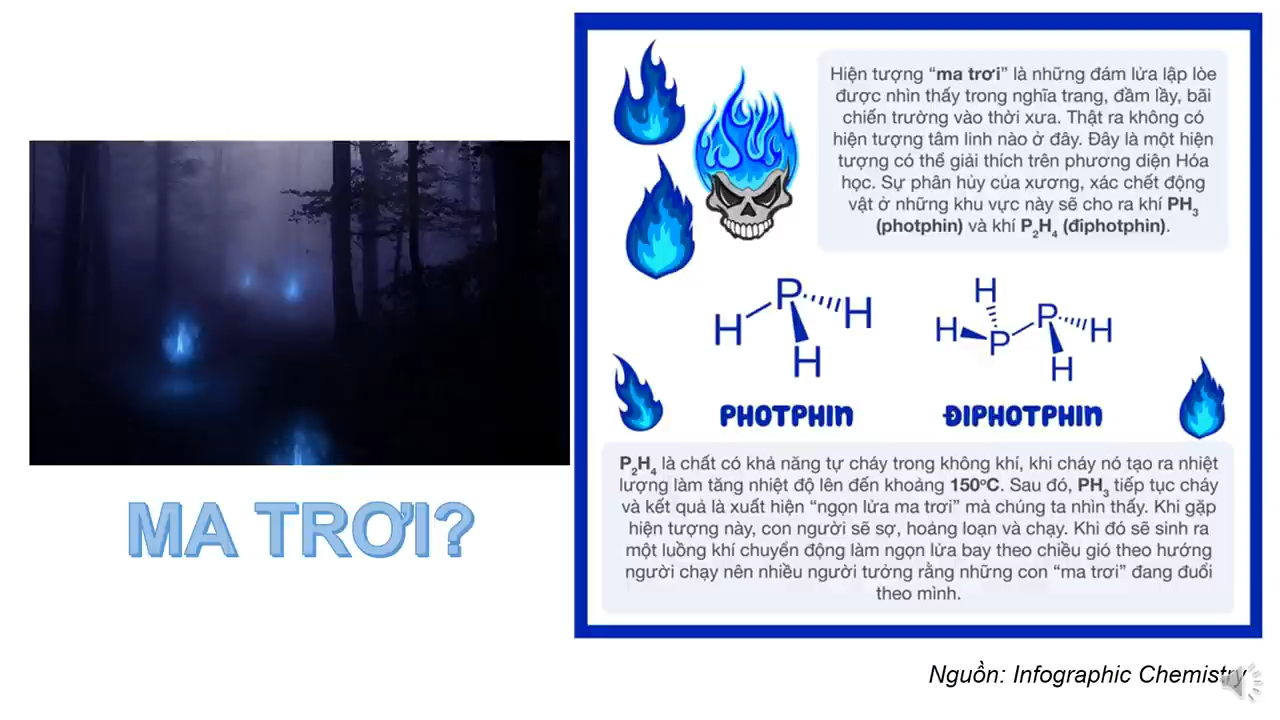 MA TRƠI?
Hiện tượng “ma trơi” là những đám lửa lập lòe
được nhìn thấy trong nghĩa trang, đầm lầy, bãi
chiến trường vào thời xưa. Thật ra không có
hiện tượng tâm linh nào ở đây. Đây là một hiện
tượng có thể giải thích trên phương diện Hóa
học. Sự phân hủy của xương, xác chết động
vật ở những khu vực này sẽ cho ra khí PH₃
(photphin) và khí P₂H₄ (điphotphin).
H P H H
H
H H P P H H
PHOTPHIN
ĐIPHOTPHIN
P₂H₄ là chất có khả năng tự cháy trong không khí, khi cháy nó tạo ra nhiệt
lượng làm tăng nhiệt độ lên đến khoảng 150ºC. Sau đó, PH₃ tiếp tục cháy
và kết quả là xuất hiện “ngọn lửa ma trơi” mà chúng ta nhìn thấy. Khi gặp
hiện tượng này, con người sẽ sợ, hoảng loạn và chạy. Khi đó sẽ sinh ra
một luồng khí chuyển động làm ngọn lửa bay theo chiều gió theo hướng
người chạy nên nhiều người tưởng rằng những con “ma trơi” đang đuổi
theo mình.
Nguồn: Infographic Chemistry